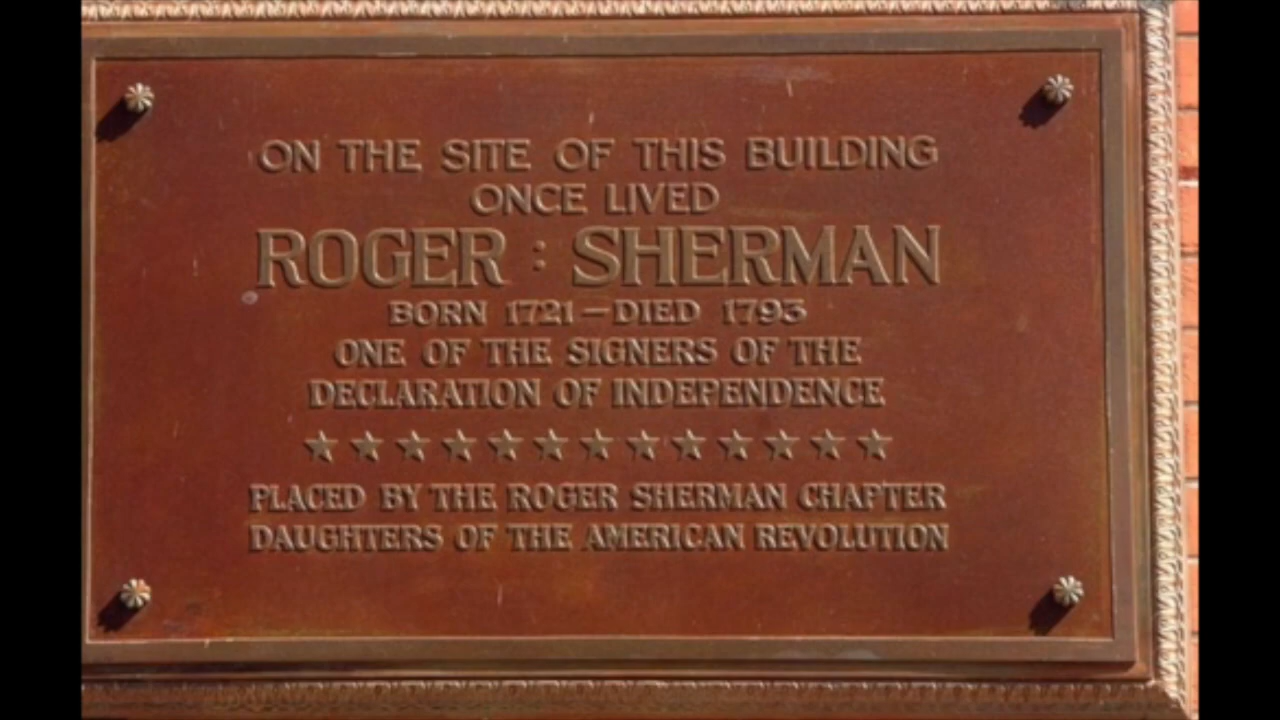 ON THE SITE OF THIS BUILDING
ONCE LIVED
ROGER : SHERMAN
BORN 1721 — DIED 1793
ONE OF THE SIGNERS OF THE
DECLARATION OF INDEPENDENCE
PLACED BY THE ROGER SHERMAN CHAPTER
DAUGHTERS OF THE AMERICAN REVOLUTION